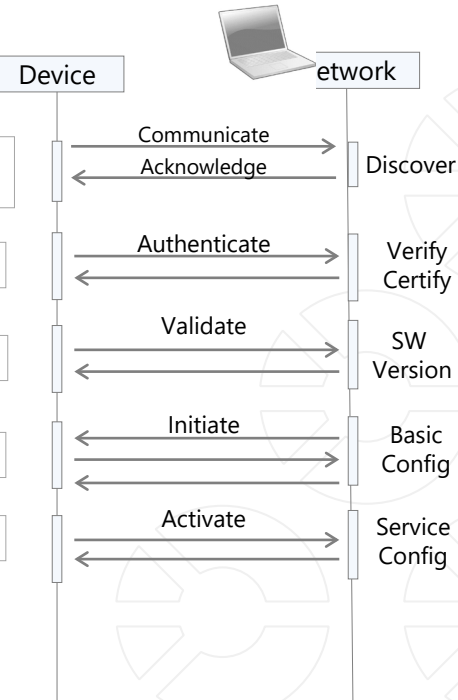 Device
etwork
Communicate
Acknowledge
Discover
Authenticate
Verify
Certify
Validate
SW
Version
Initiate
Basic
Config
Activate
Service
Config